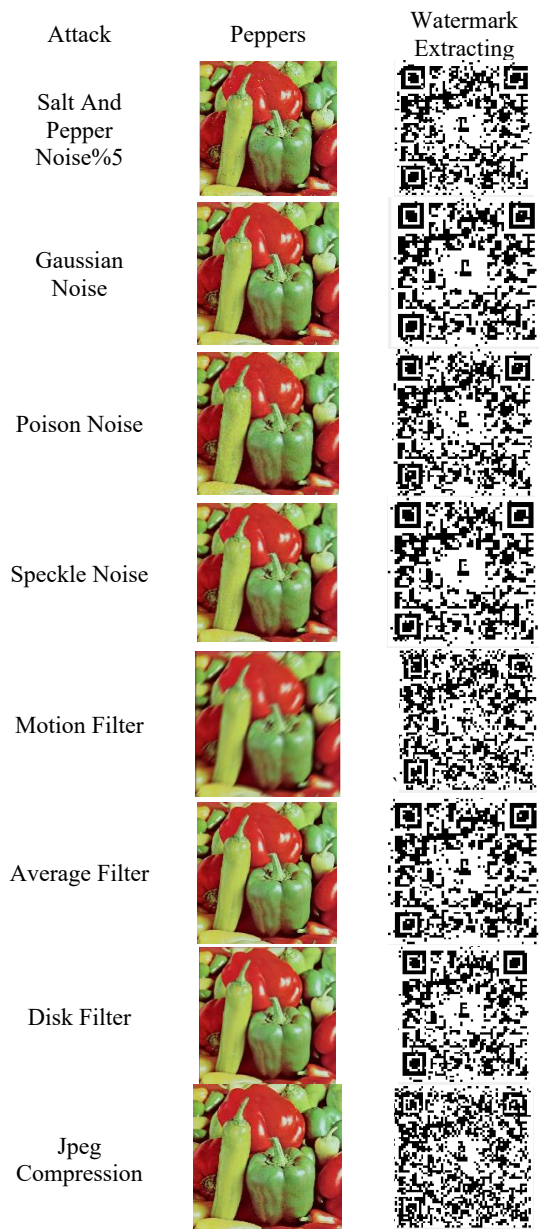 Attack Peppers Watermark
Extracting
Salt And
Pepper
Noise%5
Gaussian
Noise
Poison Noise
Speckle Noise
Motion Filter
Average Filter
Disk Filter
Jpeg
Compression